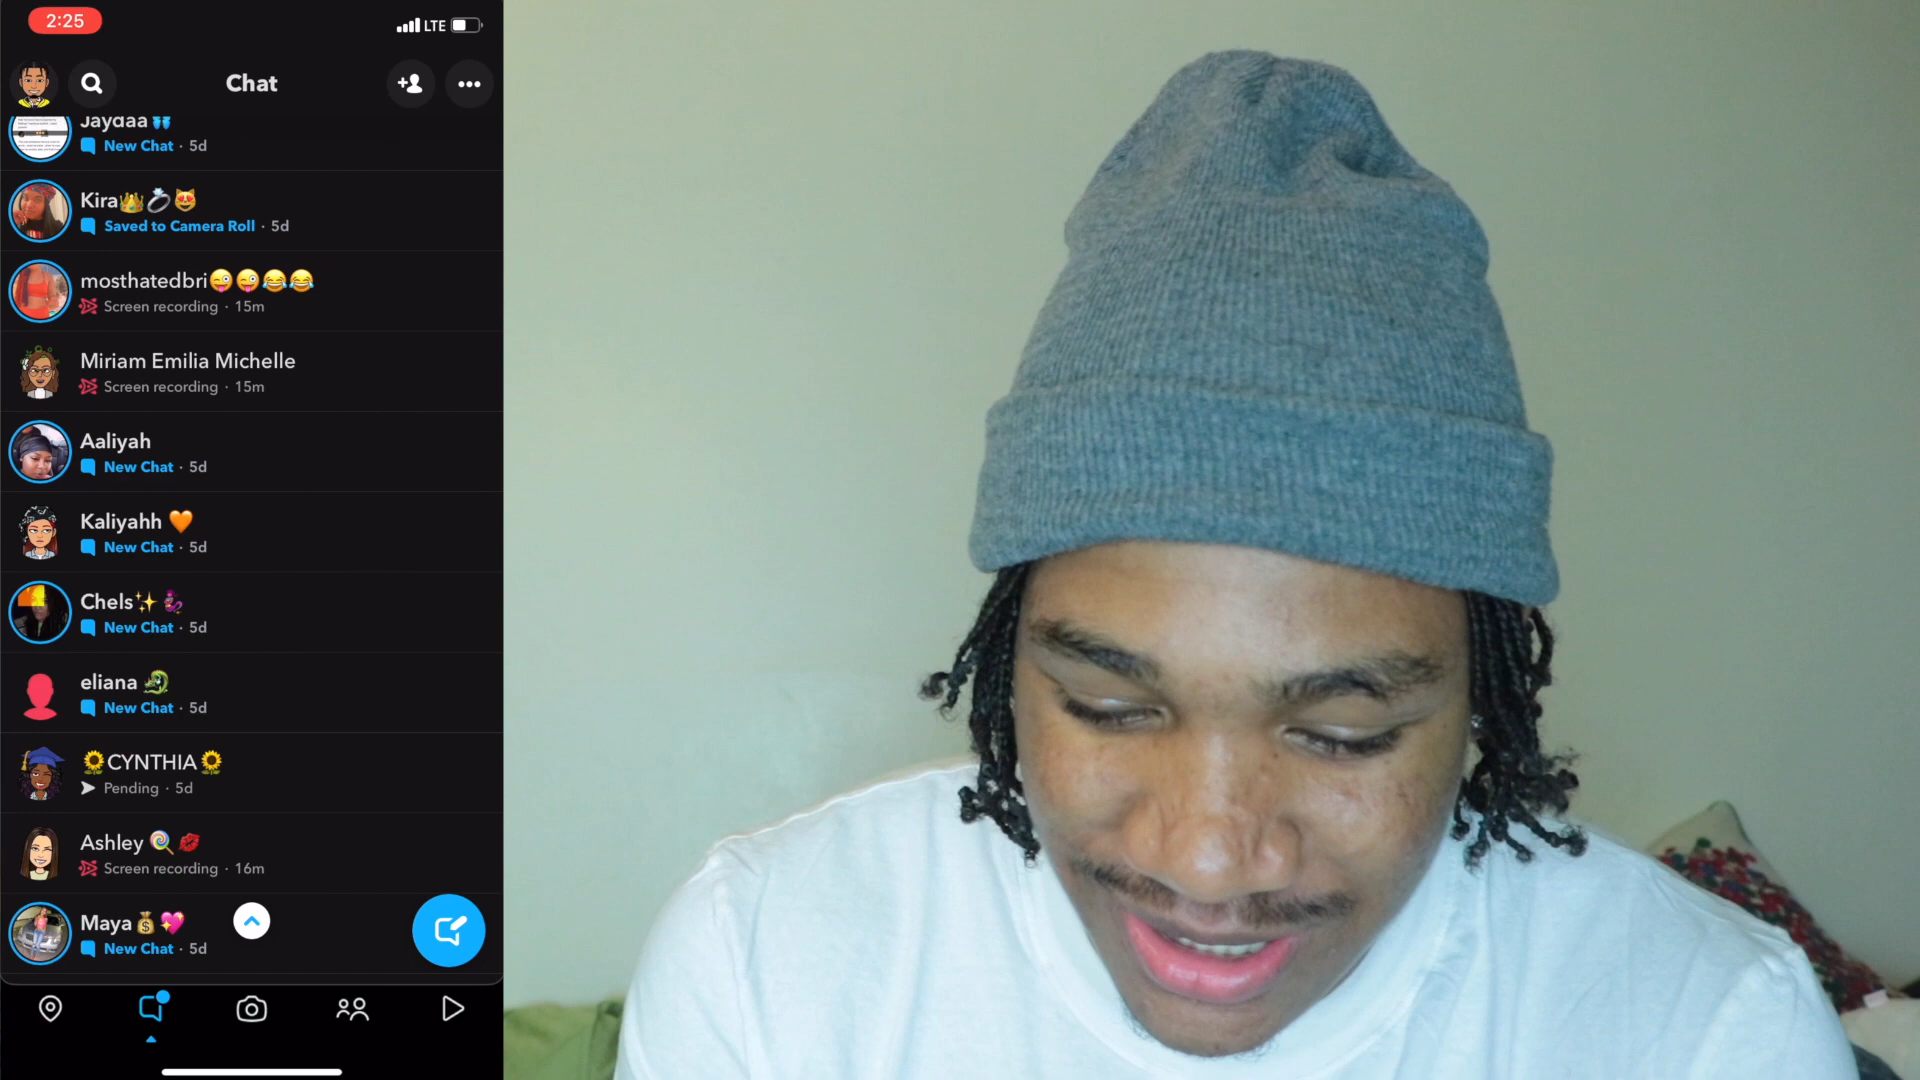 2:25
LTE
Chat
Jaydaa👣
New Chat · 5d
Kira👑💍😻
Saved to Camera Roll · 5d
mosthatedbri😜😜😂😂
Screen recording · 15m
Miriam Emilia Michelle
Screen recording · 15m
Aaliyah
New Chat · 5d
Kaliyahh 🧡
New Chat · 5d
Chels✨🧜🏾‍♀️
New Chat · 5d
eliana 🐉
New Chat · 5d
🌻CYNTHIA🌻
Pending · 5d
Ashley 🍭💋
Screen recording · 16m
Maya💰💖
New Chat · 5d